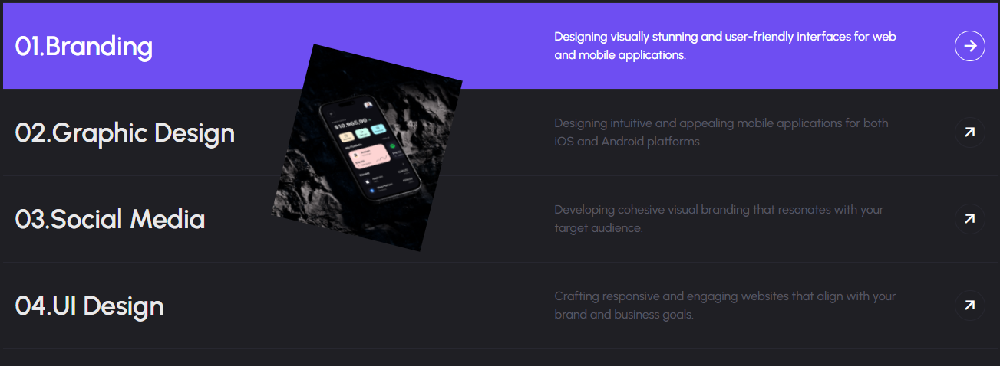 01.Branding
Designing visually stunning and user-friendly interfaces for web
and mobile applications.
$16,965,90
02.Graphic Design
Designing intuitive and appealing mobile applications for both
iOS and Android platforms.
03.Social Media
Developing cohesive visual branding that resonates with your
target audience.
04.UI Design
Crafting responsive and engaging websites that align with your
brand and business goals.